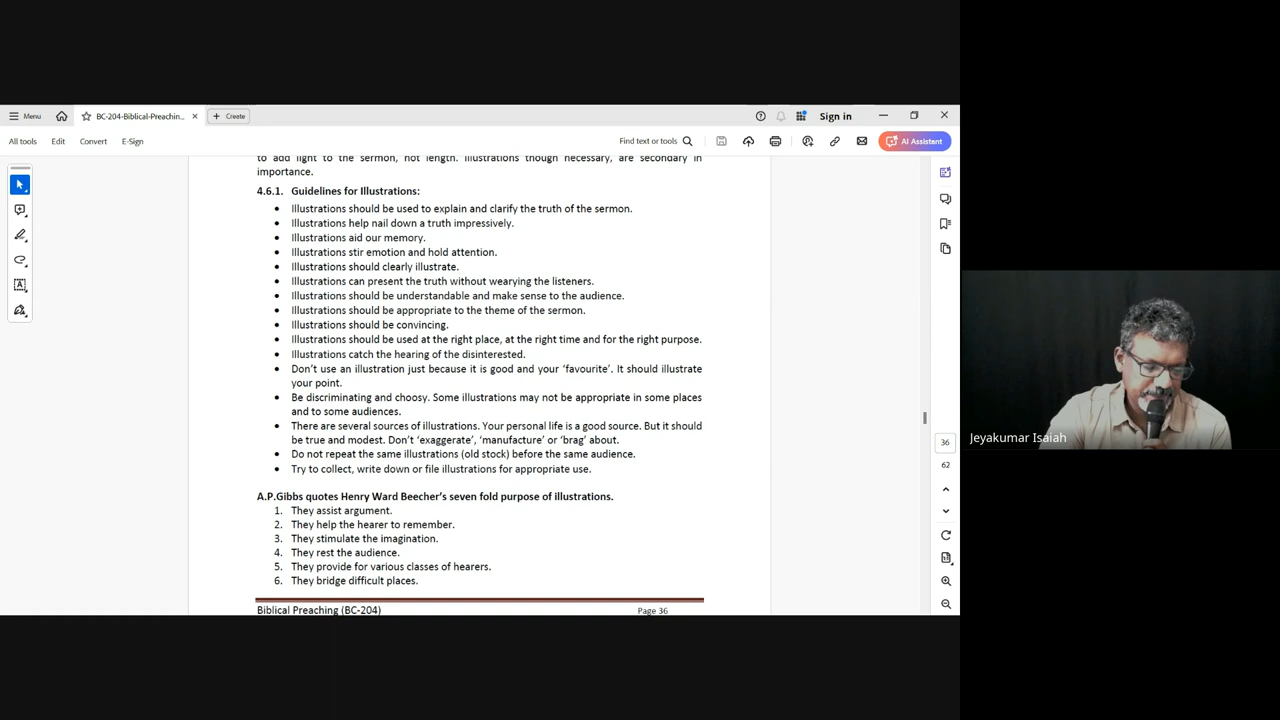 Menu
BC-204-Biblical-Preachin...
Create
Sign in
All tools
Edit
Convert
E-Sign
Find text or tools
AI Assistant
to add light to the sermon, not length. Illustrations though necessary, are secondary in
importance.
4.6.1. Guidelines for Illustrations:
• Illustrations should be used to explain and clarify the truth of the sermon.
• Illustrations help nail down a truth impressively.
• Illustrations aid our memory.
• Illustrations stir emotion and hold attention.
• Illustrations should clearly illustrate.
• Illustrations can present the truth without wearying the listeners.
• Illustrations should be understandable and make sense to the audience.
• Illustrations should be appropriate to the theme of the sermon.
• Illustrations should be convincing.
• Illustrations should be used at the right place, at the right time and for the right purpose.
• Illustrations catch the hearing of the disinterested.
• Don't use an illustration just because it is good and your 'favourite'. It should illustrate
your point.
• Be discriminating and choosy. Some illustrations may not be appropriate in some places
and to some audiences.
• There are several sources of illustrations. Your personal life is a good source. But it should
be true and modest. Don't 'exaggerate', 'manufacture' or 'brag' about.
• Do not repeat the same illustrations (old stock) before the same audience.
• Try to collect, write down or file illustrations for appropriate use.
A.P.Gibbs quotes Henry Ward Beecher's seven fold purpose of illustrations.
1. They assist argument.
2. They help the hearer to remember.
3. They stimulate the imagination.
4. They rest the audience.
5. They provide for various classes of hearers.
6. They bridge difficult places.
Biblical Preaching (BC-204) Page 36
36
62
Jeyakumar Isaiah